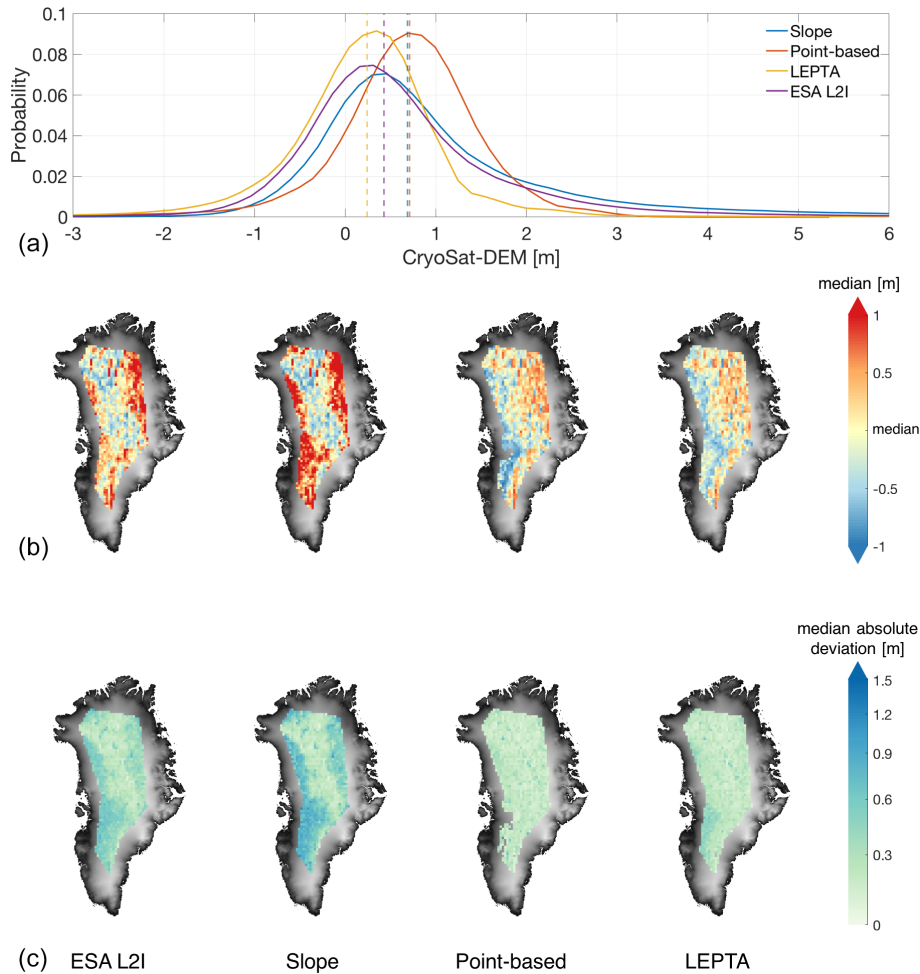 0.1
0.08
0.06
0.04
0.02
0
Probability
Slope
Point-based
LEPTA
ESA L2I
-3 -2 -1 0 1 2 3 4 5 6
CryoSat-DEM [m]
(a)
median [m]
1
0.5
median
-0.5
-1
(b)
median absolute
deviation [m]
1.5
1.2
0.9
0.6
0.3
0
(c) ESA L2I Slope Point-based LEPTA